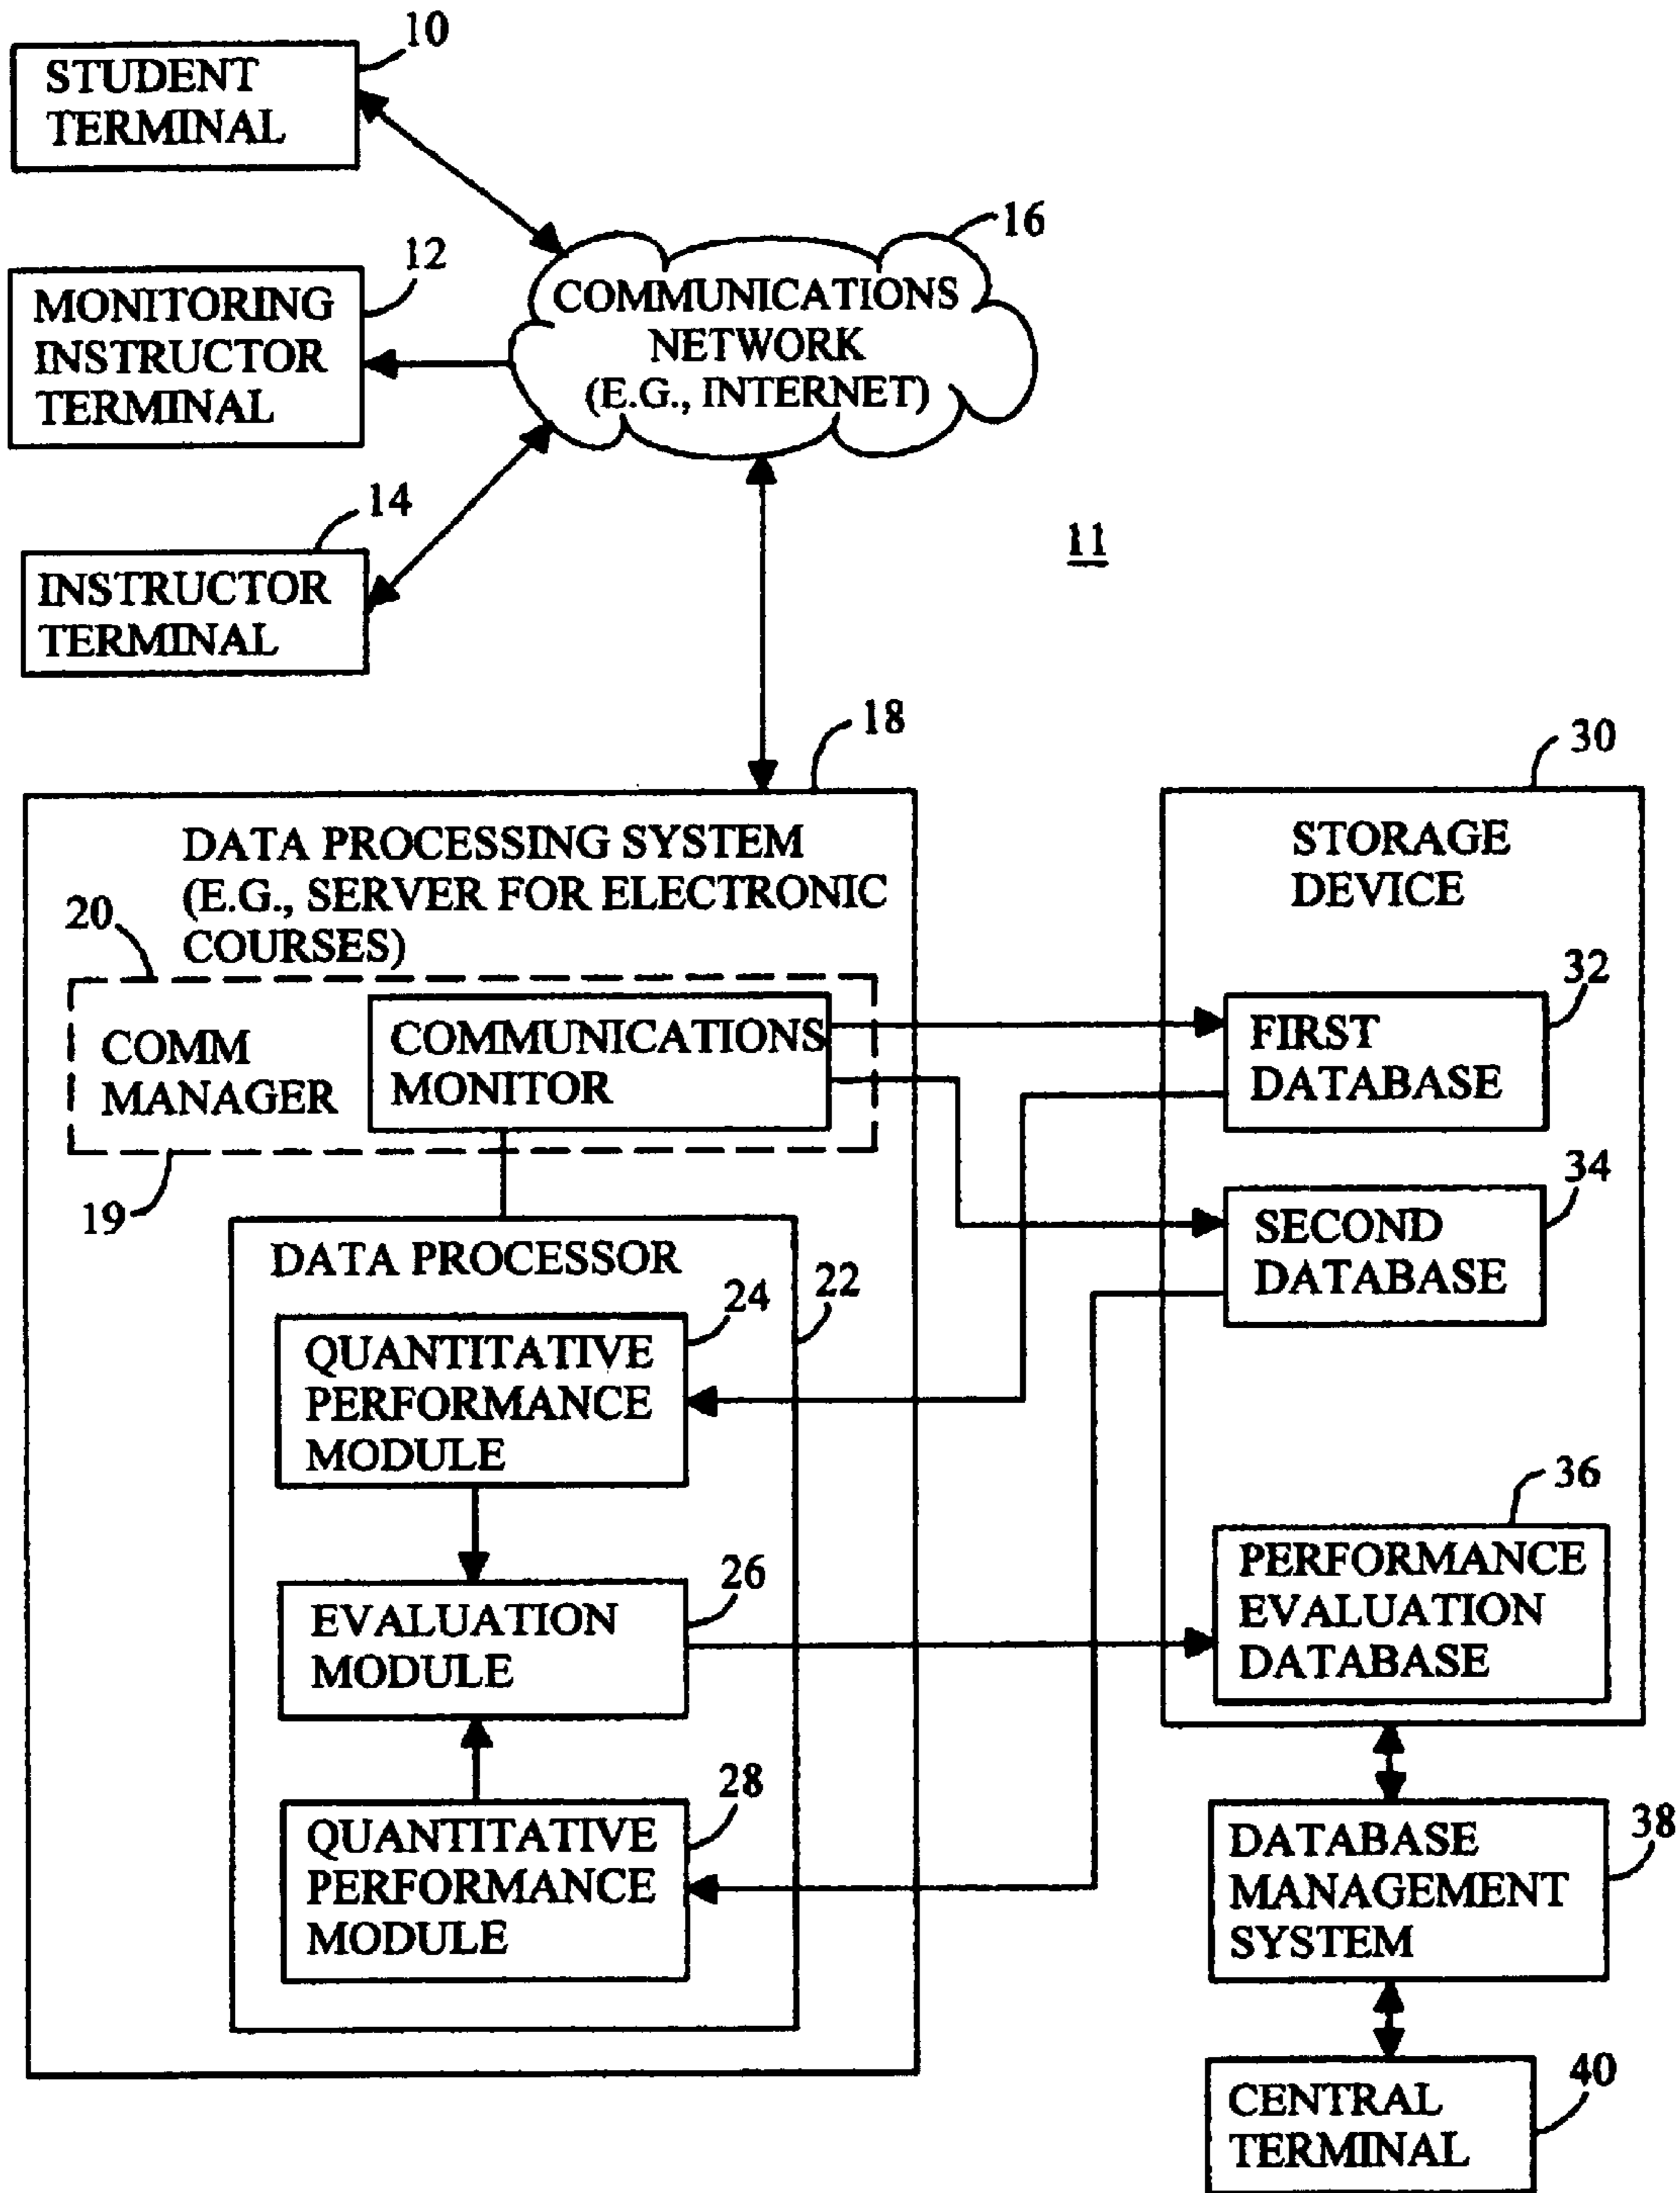 10
STUDENT
TERMINAL
16
12
COMMUNICATIONS
NETWORK
(E.G., INTERNET)
MONITORING
INSTRUCTOR
TERMINAL
14
11
INSTRUCTOR
TERMINAL
18
30
DATA PROCESSING SYSTEM
(E.G., SERVER FOR ELECTRONIC
COURSES)
STORAGE
DEVICE
20
COMM
MANAGER
COMMUNICATIONS
MONITOR
32
FIRST
DATABASE
19
34
SECOND
DATABASE
DATA PROCESSOR
22
24
QUANTITATIVE
PERFORMANCE
MODULE
36
PERFORMANCE
EVALUATION
DATABASE
26
EVALUATION
MODULE
28
QUANTITATIVE
PERFORMANCE
MODULE
38
DATABASE
MANAGEMENT
SYSTEM
40
CENTRAL
TERMINAL